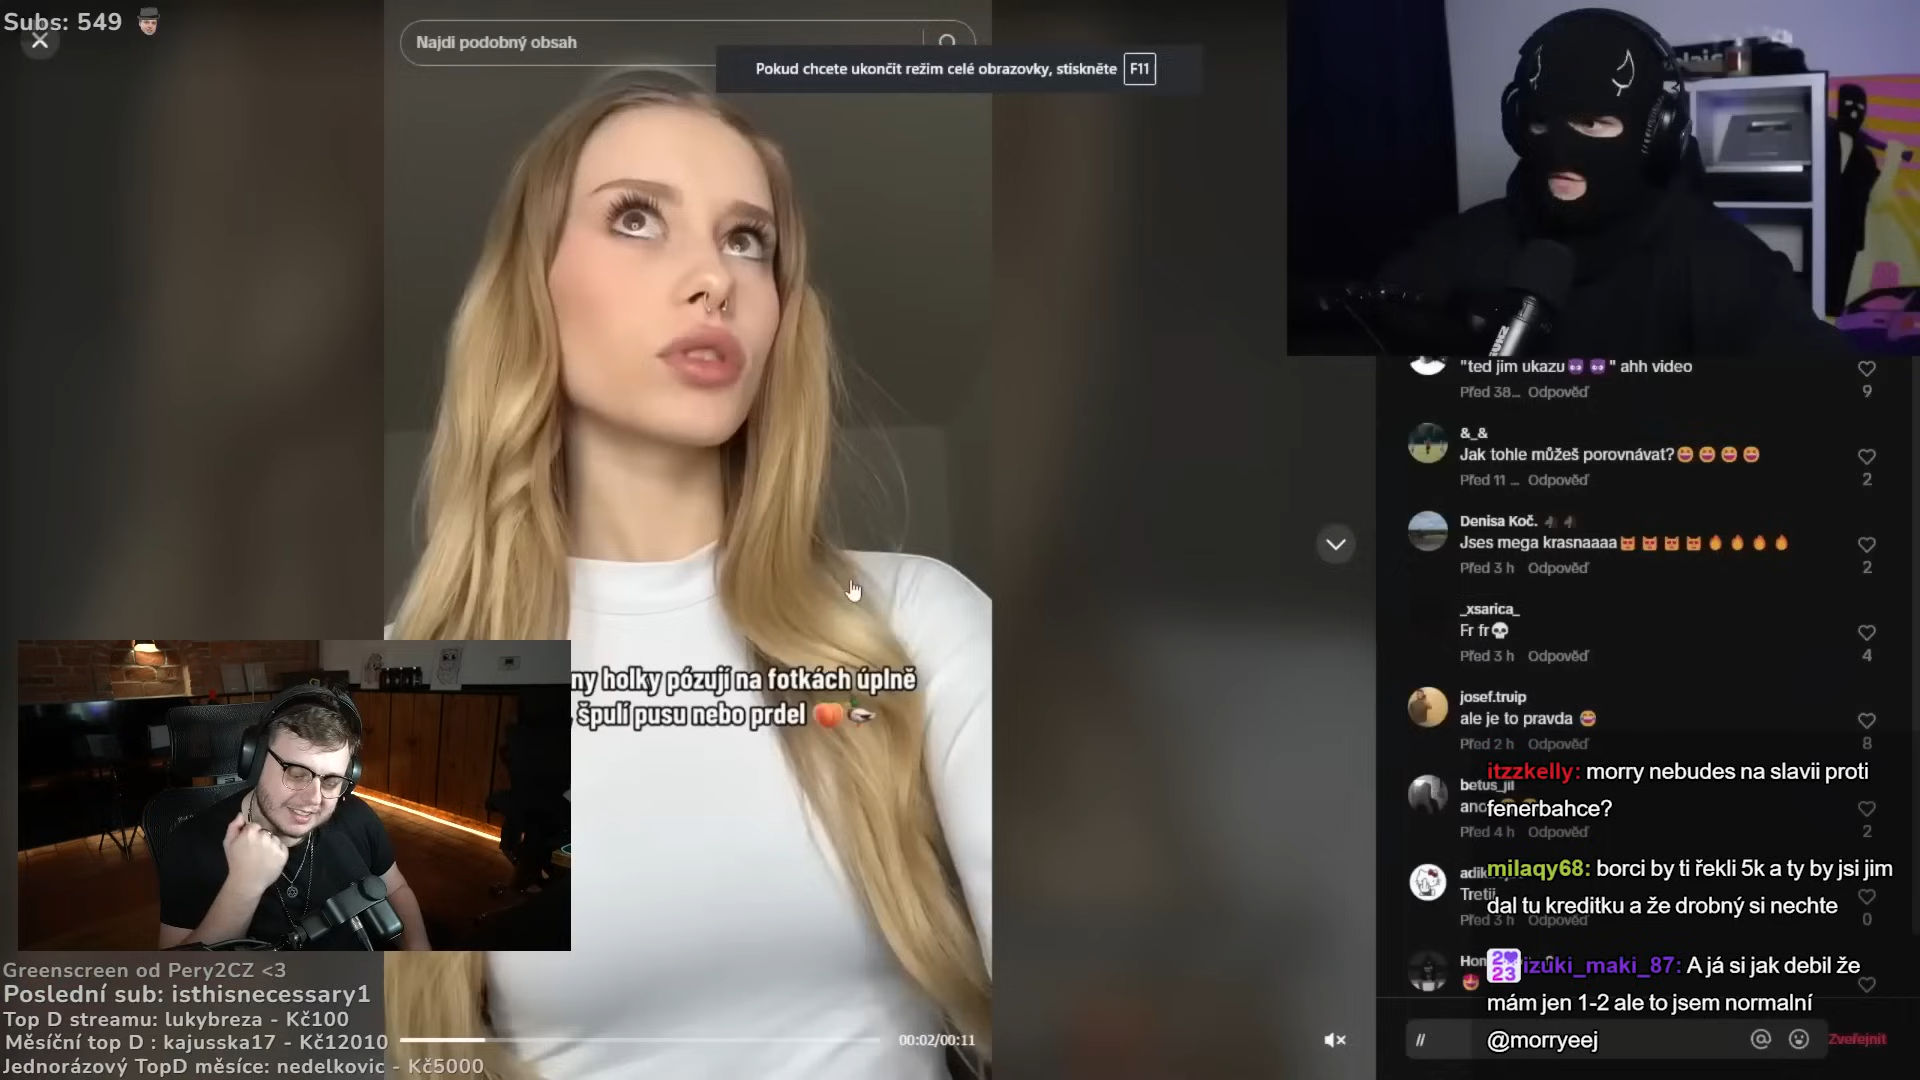 Subs: 549
Najdi podobný obsah
Pokud chcete ukončit režim celé obrazovky, stiskněte F11
"ted jim ukazu😈😈" ahh video
Před 38... Odpověď
9
&_&
Jak tohle můžeš porovnávat?😄😄😄😄
Před 11 ... Odpověď
2
Denisa Koč.
Jses mega krasnaaaa😻😻😻😻🔥🔥🔥🔥
Před 3 h Odpověď
2
_xsarica_
Fr fr💀
Před 3 h Odpověď
4
josef.truip
ale je to pravda 😂
Před 2 h Odpověď
8
betus_jil
Před 4 h Odpověď
2
Tretii
Před 3 h Odpověď
0
ny holky pózují na fotkách úplně
špulí pusu nebo prdel 🍑🦆
itzzkelly: morry nebudes na slavii proti
fenerbahce?
milaqy68: borci by ti řekli 5k a ty by jsi jim
dal tu kreditku a že drobný si nechte
izuki_maki_87: A já si jak debil že
mám jen 1-2 ale to jsem normalní
@morryeej
//
Zveřejnit
00:02/00:11
Greenscreen od Pery2CZ <3
Poslední sub: isthisnecessary1
Top D streamu: lukybreza - Kč100
Měsíční top D : kajusska17 - Kč12010
Jednorázový TopD měsíce: nedelkovic - Kč5000